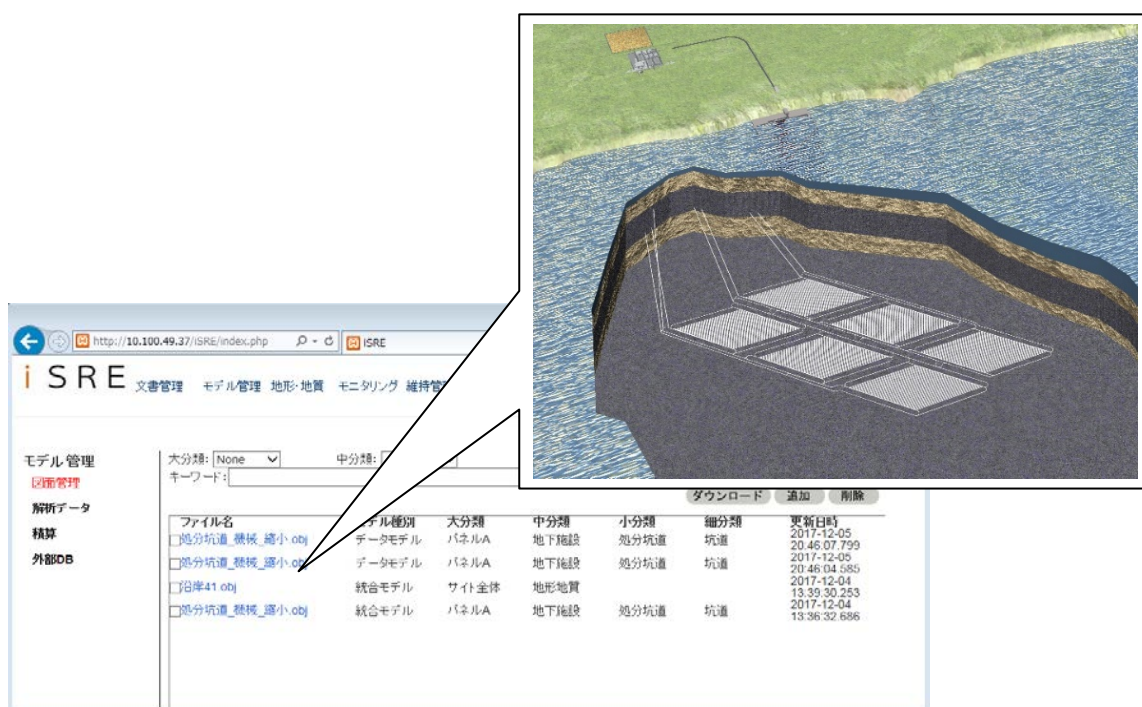 http://10.100.49.37/iSRE/index.php
iSRE
i SRE
文書管理 モデル管理 地形・地質 モニタリング 維持管
モデル管理
図面管理
解析データ
積算
外部DB
大分類: None
中分類:
キーワード:
ダウンロード 追加 削除
ファイル名 デル種別 大分類 中分類 小分類 細分類 更新日時
処分坑道_機械_縮小.obj データモデル パネルA 地下施設 処分坑道 坑道 2017-12-05 20:46:07.799
処分坑道_機械_縮小.obj データモデル パネルA 地下施設 処分坑道 坑道 2017-12-05 20:46:04.585
沿岸41.obj 統合モデル サイト全体 地形地質 2017-12-04 13:39:30.253
処分坑道_機械_縮小.obj 統合モデル パネルA 地下施設 処分坑道 坑道 2017-12-04 13:36:32.686